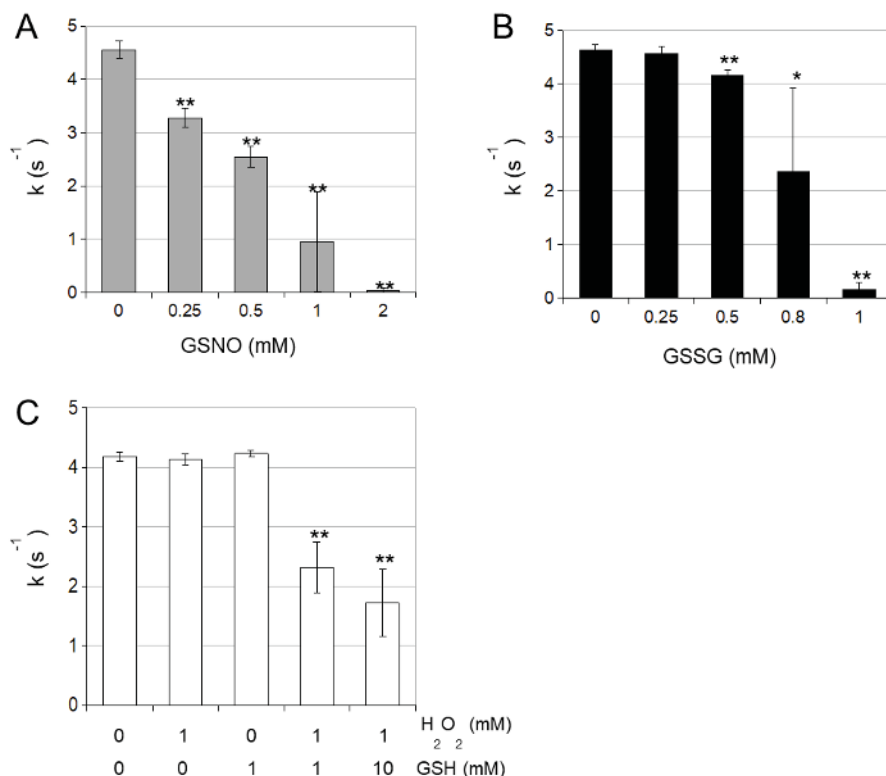 A
5
4
3
2
1
0
k (s⁻¹)
**
**
**
**
0 0.25 0.5 1 2
GSNO (mM)
B
5
4
3
2
1
0
k (s⁻¹)
**
*
**
0 0.25 0.5 0.8 1
GSSG (mM)
C
5
4
3
2
1
0
k (s⁻¹)
**
**
0 1 0 1 1 H₂O₂ (mM)
0 0 1 1 10 GSH (mM)